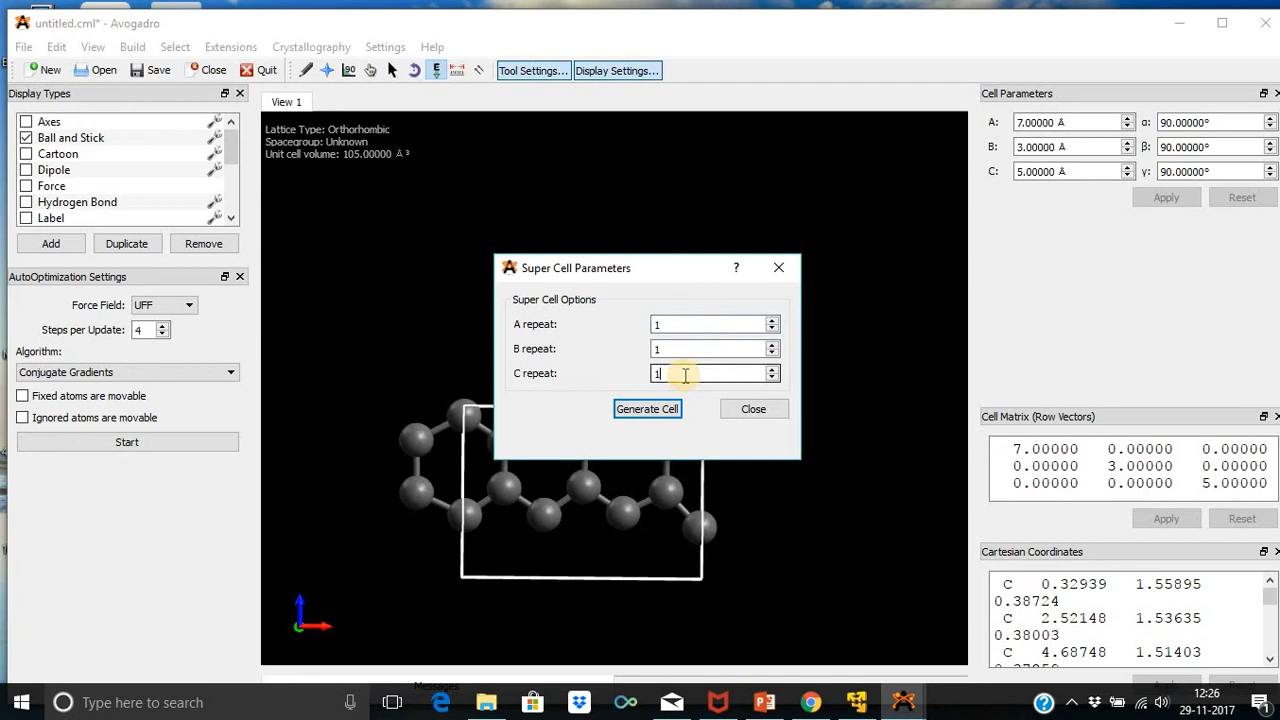 untitled.cml* - Avogadro
File Edit View Build Select Extensions Crystallography Settings Help
New Open Save Close Quit Tool Settings... Display Settings...
Display Types
Axes
Ball and Stick
Cartoon
Dipole
Force
Hydrogen Bond
Label
Add Duplicate Remove
AutoOptimization Settings
Force Field: UFF
Steps per Update: 4
Algorithm:
Conjugate Gradients
Fixed atoms are movable
Ignored atoms are movable
Start
View 1
Lattice Type: Orthorhombic
Spacegroup: Unknown
Unit cell volume: 105.00000 Å³
Super Cell Parameters
?
Super Cell Options
A repeat: 1
B repeat: 1
C repeat: 1
Generate Cell Close
Cell Parameters
A: 7.00000 Å α: 90.00000°
B: 3.00000 Å β: 90.00000°
C: 5.00000 Å γ: 90.00000°
Apply Reset
Cell Matrix (Row Vectors)
7.00000 0.00000 0.00000
0.00000 3.00000 0.00000
0.00000 0.00000 5.00000
Apply Reset
Cartesian Coordinates
C 0.32939 1.55895
0.38724
C 2.52148 1.53635
0.38003
C 4.68748 1.51403
Messages
Type here to search
12:26
29-11-2017